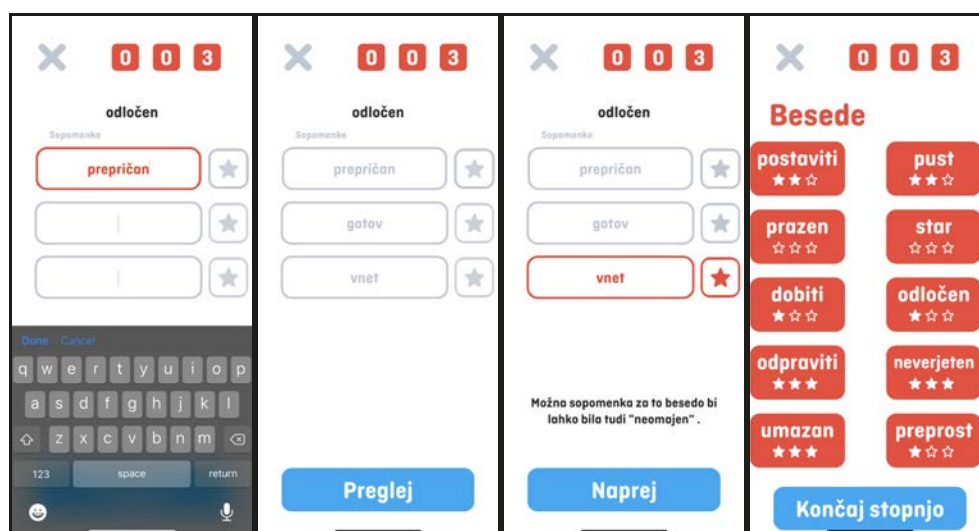 0 0 3
odločen
Sopomenke
prepričan
Done Cancel
q w e r t y u i o p
a s d f g h j k l
z x c v b n m
123 space return
0 0 3
odločen
Sopomenke
prepričan
gotov
vnet
Preglej
0 0 3
odločen
Sopomenke
prepričan
gotov
vnet
Možna sopomenka za to besedo bi
lahko bila tudi "neomajen" .
Naprej
0 0 3
Besede
postaviti pust
prazen star
dobiti odločen
odpraviti neverjeten
umazan preprost
Končaj stopnjo